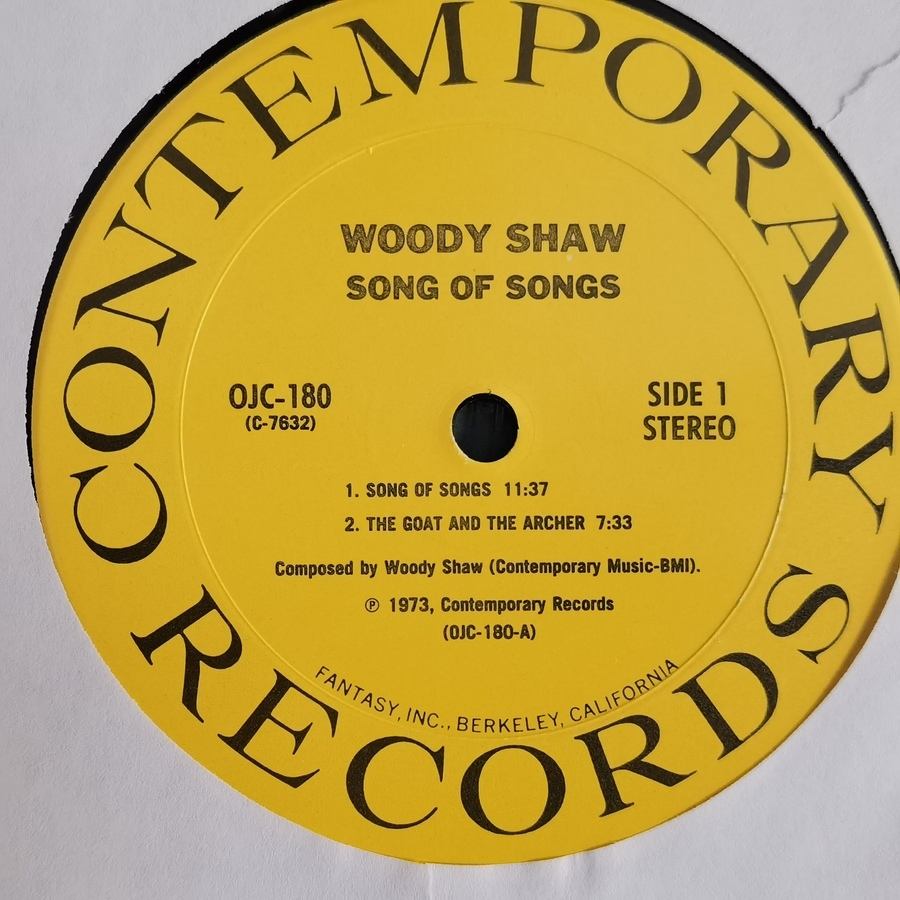 CONTEMPORARY RECORDS
WOODY SHAW
SONG OF SONGS
OJC-180
(C-7632)
SIDE 1
STEREO
1. SONG OF SONGS 11:37
2. THE GOAT AND THE ARCHER 7:33
Composed by Woody Shaw (Contemporary Music-BMI).
℗ 1973, Contemporary Records
(OJC-180-A)
FANTASY, INC., BERKELEY, CALIFORNIA